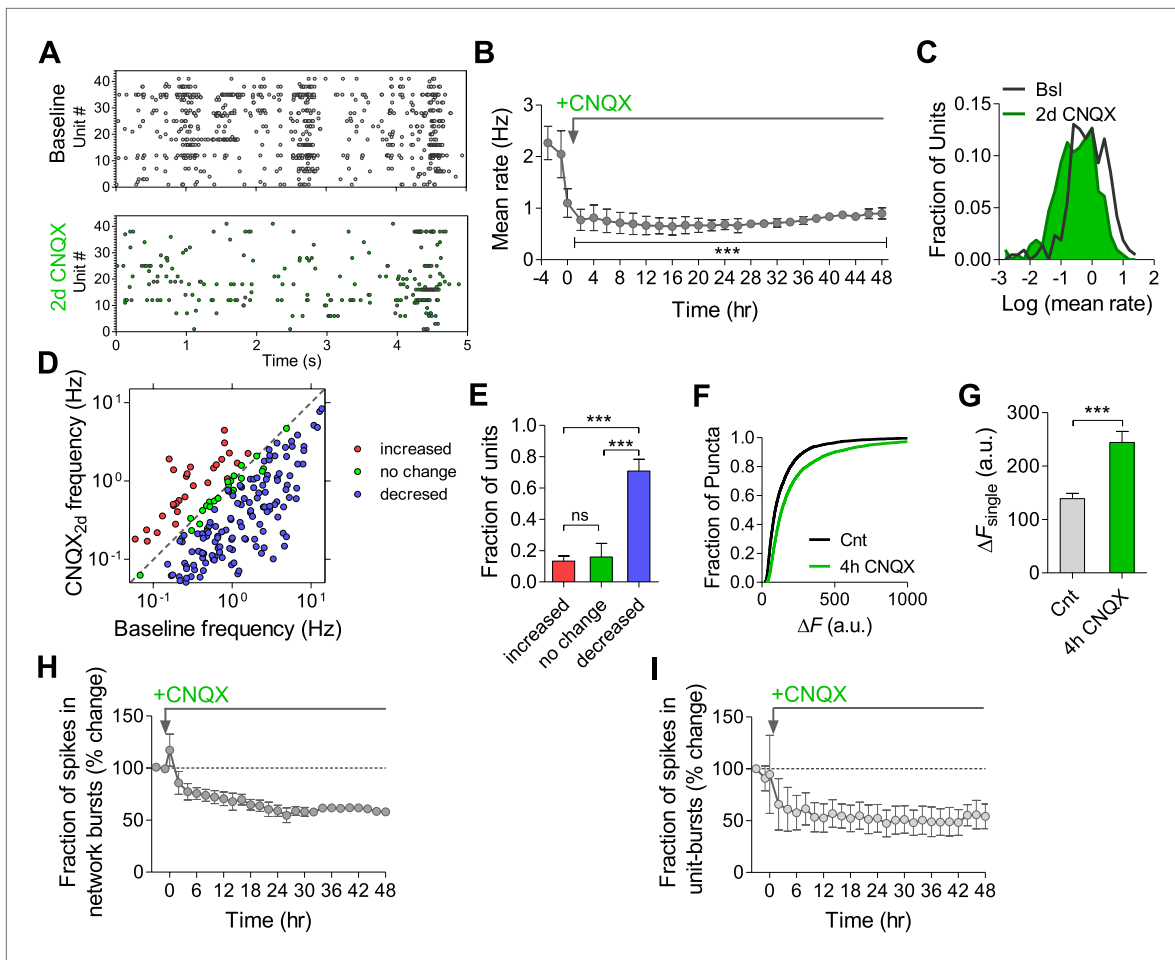 A
Baseline
Unit #
40
30
20
10
0
2d CNQX
Unit #
40
30
20
10
0
0 1 2 3 4 5
Time (s)
B
+CNQX
Mean rate (Hz)
3
2
1
0
***
-4 0 4 8 12 16 20 24 28 32 36 40 44 48
Time (hr)
C
Bsl
2d CNQX
Fraction of Units
0.15
0.10
0.05
0.00
-3 -2 -1 0 1 2
Log (mean rate)
D
CNQX2d frequency (Hz)
10^1
10^0
10^-1
10^-1 10^0 10^1
Baseline frequency (Hz)
increased
no change
decresed
E
Fraction of units
1.0
0.8
0.6
0.4
0.2
0.0
***
***
ns
increased
no change
decreased
F
Fraction of Puncta
1.0
0.8
0.6
0.4
0.2
0.0
Cnt
4h CNQX
0 500 1000
ΔF (a.u.)
G
ΔFsingle (a.u.)
300
200
100
0
***
Cnt
4h CNQX
H
+CNQX
Fraction of spikes in
network bursts (% change)
150
100
50
0
0 6 12 18 24 30 36 42 48
Time (hr)
I
+CNQX
Fraction of spikes in
unit-bursts (% change)
150
100
50
0
0 6 12 18 24 30 36 42 48
Time (hr)